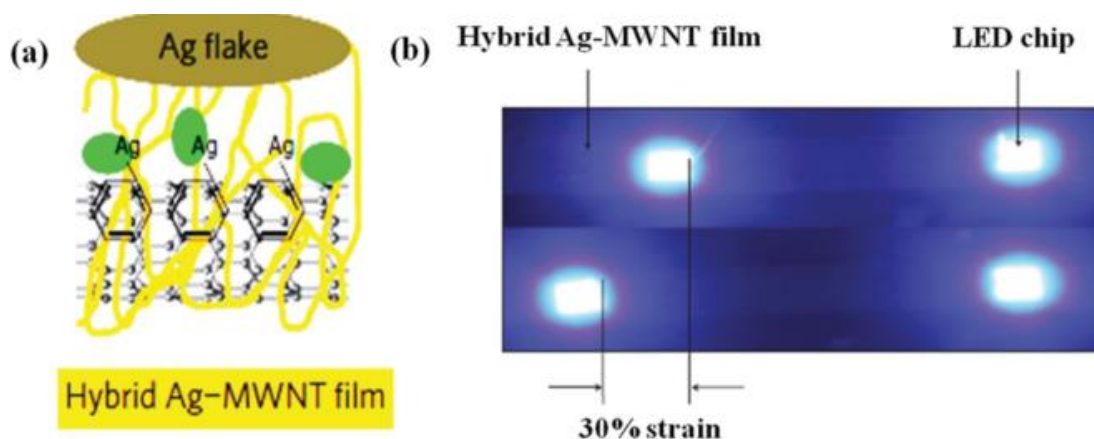 (a)
Ag flake
Ag
Ag
Ag
Hybrid Ag–MWNT film
(b)
Hybrid Ag-MWNT film
LED chip
30% strain